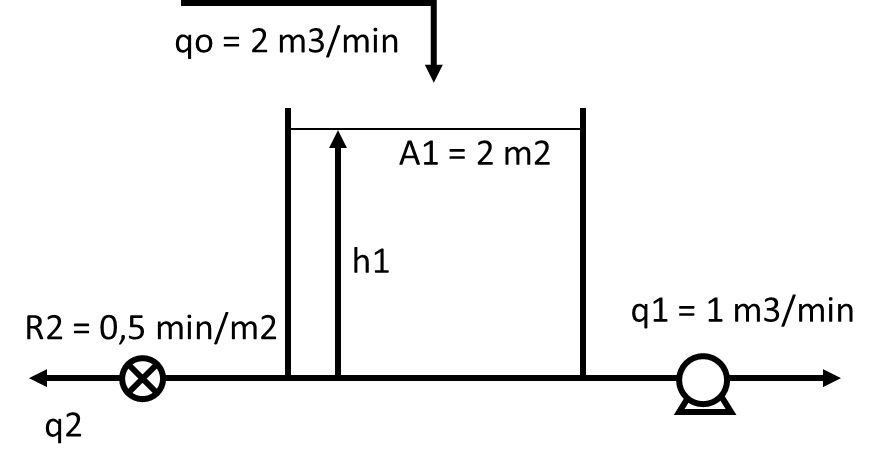 qo = 2 m3/min
A1 = 2 m2
h1
R2 = 0,5 min/m2
q1 = 1 m3/min
q2